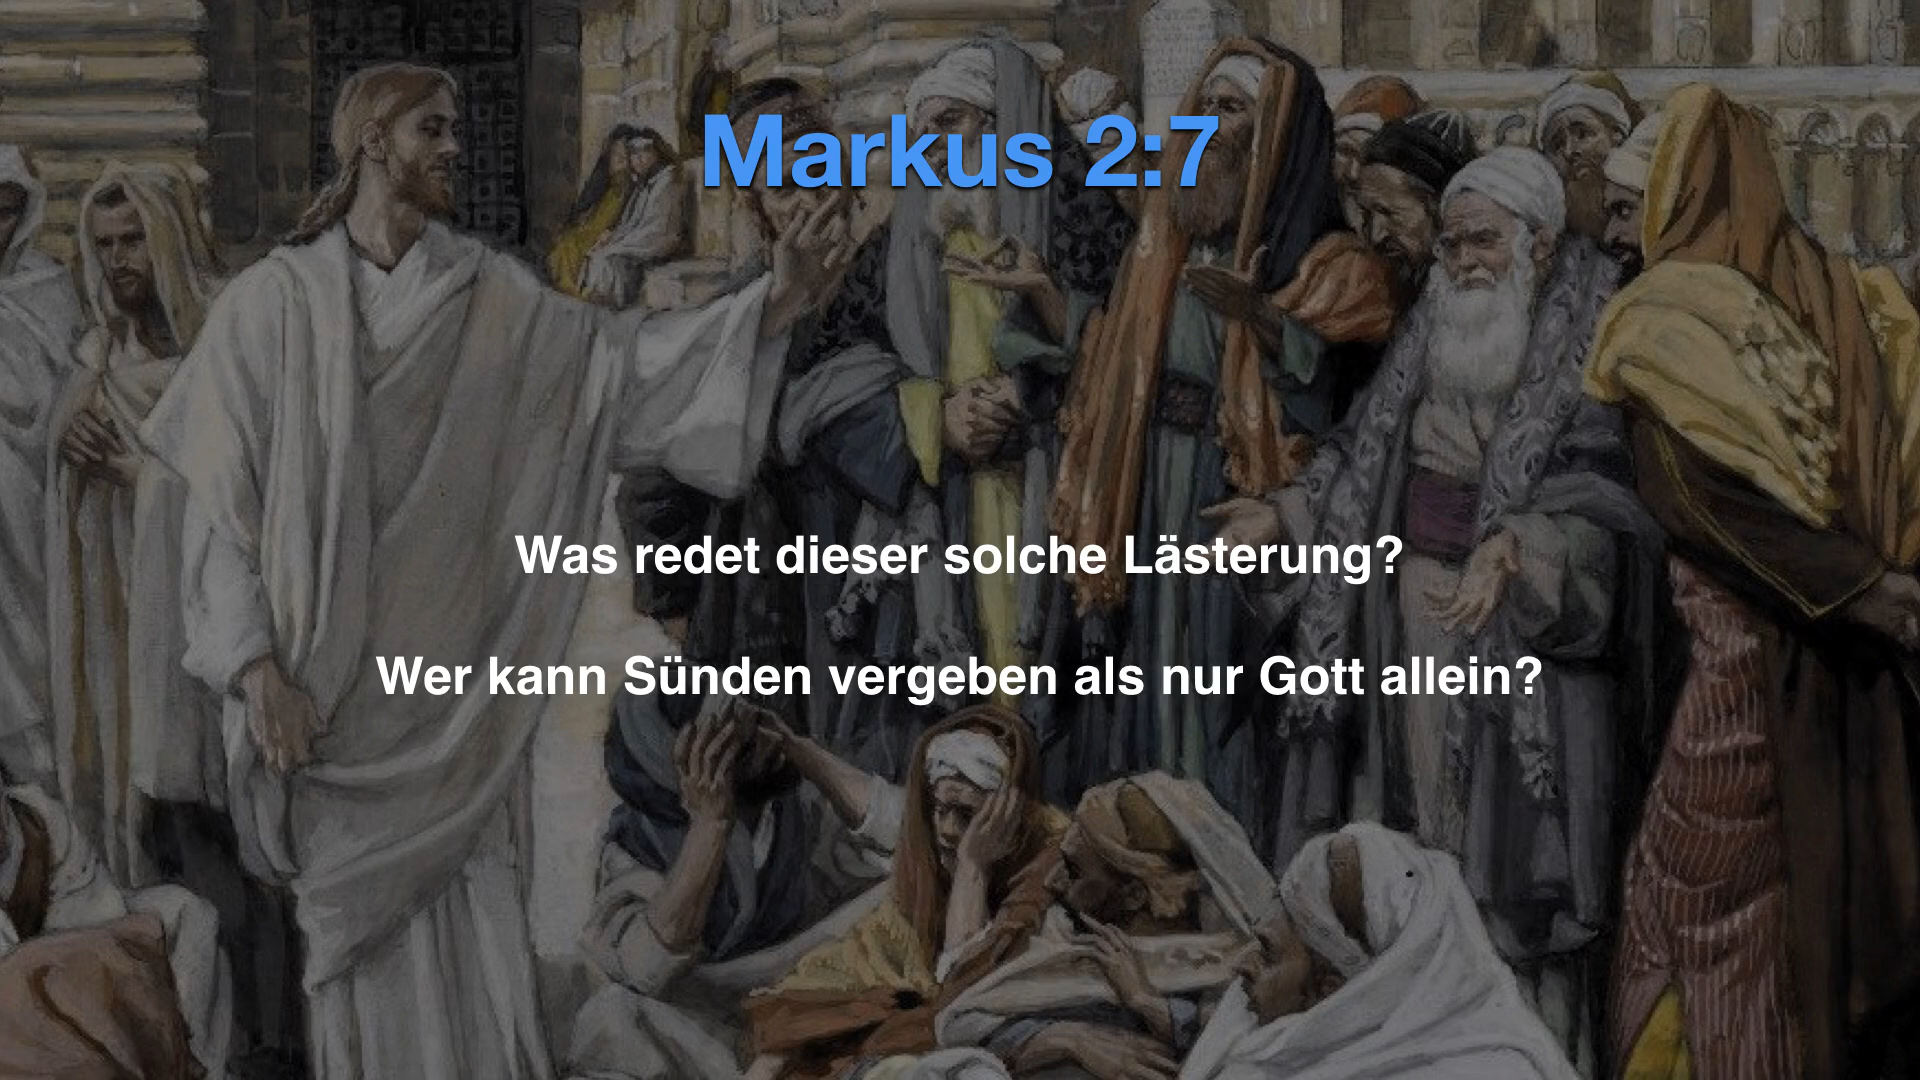 Markus 2:7
Was redet dieser solche Lästerung?
Wer kann Sünden vergeben als nur Gott allein?